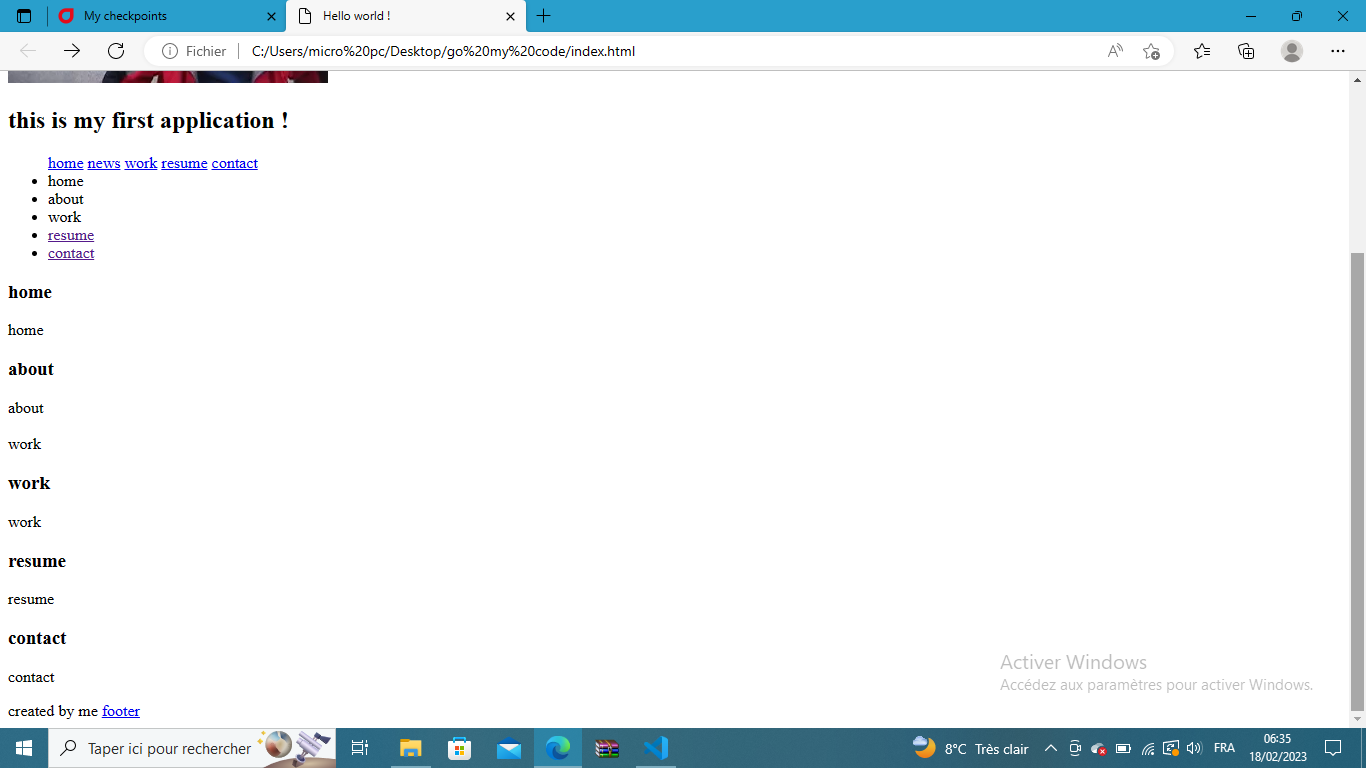 My checkpoints
Hello world !
Fichier
C:/Users/micro%20pc/Desktop/go%20my%20code/index.html
this is my first application !
home news work resume contact
home
about
work
resume
contact
home
home
about
about
work
work
work
resume
resume
contact
contact
created by me footer
Activer Windows
Accédez aux paramètres pour activer Windows.
Taper ici pour rechercher
8°C Très clair
FRA
06:35
18/02/2023